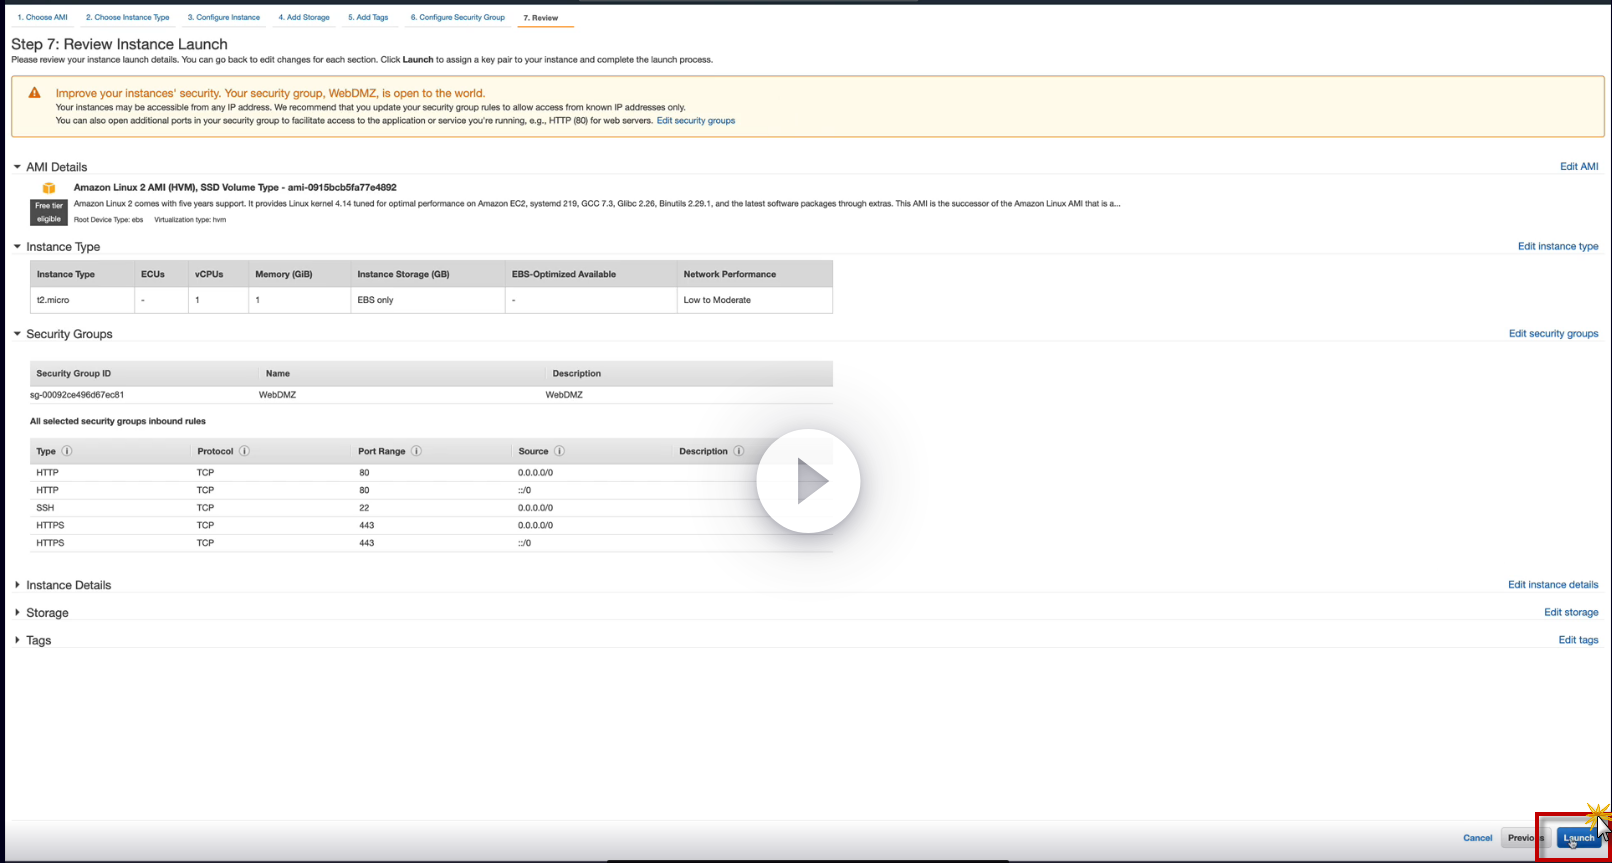 1. Choose AMI 2. Choose Instance Type 3. Configure Instance 4. Add Storage 5. Add Tags 6. Configure Security Group 7. Review
Step 7: Review Instance Launch
Please review your instance launch details. You can go back to edit changes for each section. Click Launch to assign a key pair to your instance and complete the launch process.
Improve your instances' security. Your security group, WebDMZ, is open to the world.
Your instances may be accessible from any IP address. We recommend that you update your security group rules to allow access from known IP addresses only.
You can also open additional ports in your security group to facilitate access to the application or service you're running, e.g., HTTP (80) for web servers. Edit security groups
AMI Details Edit AMI
Amazon Linux 2 AMI (HVM), SSD Volume Type - ami-0915bcb5fa77e4892
Free tier eligible
Amazon Linux 2 comes with five years support. It provides Linux kernel 4.14 tuned for optimal performance on Amazon EC2, systemd 219, GCC 7.3, Glibc 2.26, Binutils 2.29.1, and the latest software packages through extras. This AMI is the successor of the Amazon Linux AMI that is a...
Root Device Type: ebs Virtualization type: hvm
Instance Type Edit instance type
Instance Type ECUs vCPUs Memory (GiB) Instance Storage (GB) EBS-Optimized Available Network Performance
t2.micro - 1 1 EBS only - Low to Moderate
Security Groups Edit security groups
Security Group ID Name Description
sg-00092ce496d67ec81 WebDMZ WebDMZ
All selected security groups inbound rules
Type Protocol Port Range Source Description
HTTP TCP 80 0.0.0.0/0
HTTP TCP 80 ::/0
SSH TCP 22 0.0.0.0/0
HTTPS TCP 443 0.0.0.0/0
HTTPS TCP 443 ::/0
Instance Details Edit instance details
Storage Edit storage
Tags Edit tags
Cancel Previous Launch